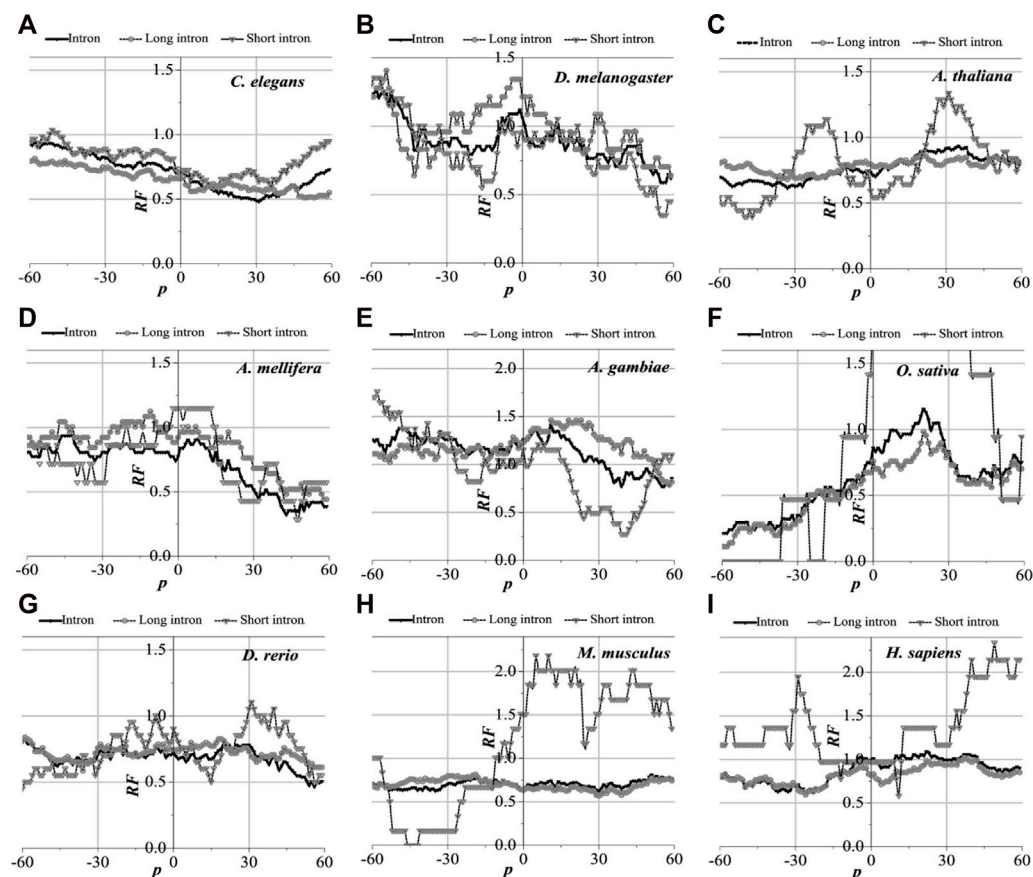 A B C
Intron Long intron Short intron
Intron Long intron Short intron
Intron Long intron Short intron
C. elegans
D. melanogaster
A. thaliana
1.5 1.0 0.5 0.0
1.5 1.0 0.5 0.0
1.5 1.0 0.5 0.0
RF RF RF
-60 -30 0 30 60
-60 -30 0 30 60
-60 -30 0 30 60
p p p
D E F
Intron Long intron Short intron
Intron Long intron Short intron
Intron Long intron Short intron
A. mellifera
A. gambiae
O. sativa
1.5 1.0 0.5 0.0
2.0 1.5 1.0 0.5 0.0
1.5 1.0 0.5 0.0
RF RF RF
-60 -30 0 30 60
-60 -30 0 30 60
-60 -30 0 30 60
p p p
G H I
Intron Long intron Short intron
Intron Long intron Short intron
Intron Long intron Short intron
D. rerio
M. musculus
H. sapiens
1.5 1.0 0.5 0.0
2.0 1.5 1.0 0.5 0.0
2.0 1.5 1.0 0.5 0.0
RF RF RF
-60 -30 0 30 60
-60 -30 0 30 60
-60 -30 0 30 60
p p p